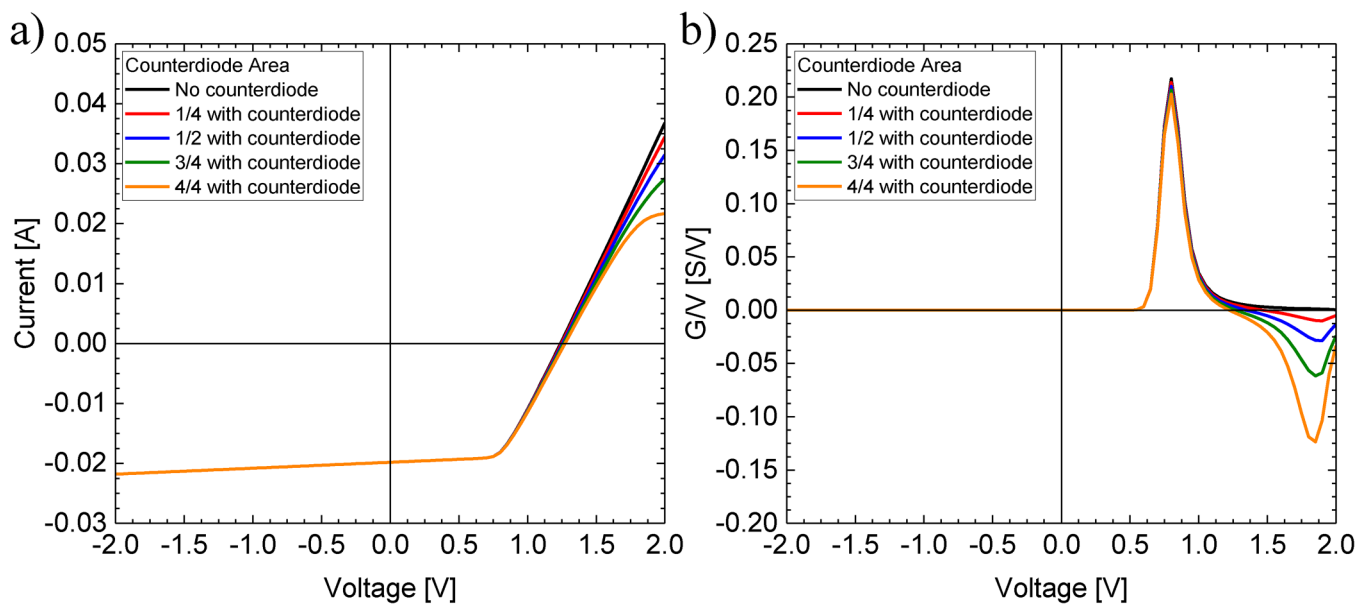 a)
Current [A]
0.05
0.04
0.03
0.02
0.01
0.00
-0.01
-0.02
-0.03
Counterdiode Area
No counterdiode
1/4 with counterdiode
1/2 with counterdiode
3/4 with counterdiode
4/4 with counterdiode
-2.0 -1.5 -1.0 -0.5 0.0 0.5 1.0 1.5 2.0
Voltage [V]
b)
G/V [S/V]
0.25
0.20
0.15
0.10
0.05
0.00
-0.05
-0.10
-0.15
-0.20
Counterdiode Area
No counterdiode
1/4 with counterdiode
1/2 with counterdiode
3/4 with counterdiode
4/4 with counterdiode
-2.0 -1.5 -1.0 -0.5 0.0 0.5 1.0 1.5 2.0
Voltage [V]